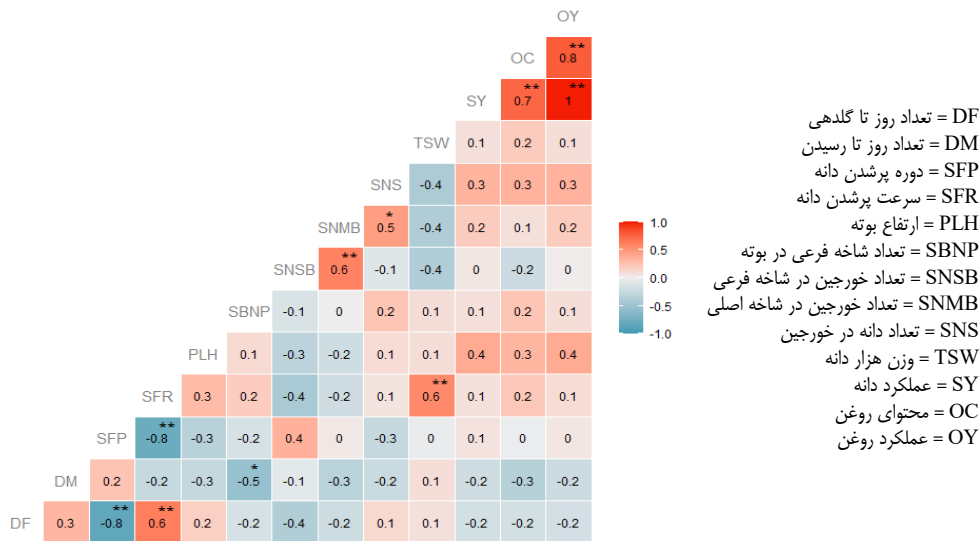 OY
OC 0.8**
SY 0.7** 1**
TSW 0.1 0.2 0.1
SNS -0.4 0.3 0.3 0.3
SNMB 0.5* -0.4 0.2 0.1 0.2
SNSB 0.6** -0.1 -0.4 0 -0.2 0
SBNP -0.1 0 0.2 0.1 0.1 0.2 0.1
PLH 0.1 -0.3 -0.2 0.1 0.1 0.4 0.3 0.4
SFR 0.3 0.2 -0.4 -0.2 0.1 0.6** 0.1 0.2 0.1
SFP -0.8** -0.3 -0.2 0.4 0 -0.3 0 0.1 0 0
DM 0.2 -0.2 -0.3 -0.5* -0.1 -0.3 -0.2 0.1 -0.2 -0.3 -0.2
DF 0.3 -0.8** 0.6** 0.2 -0.2 -0.4 -0.2 0.1 0.1 -0.2 -0.2 -0.2
1.0
0.5
0.0
-0.5
-1.0
DF = تعداد روز تا گلدهی
DM = تعداد روز تا رسیدن
SFP = دوره پرشدن دانه
SFR = سرعت پرشدن دانه
PLH = ارتفاع بوته
SBNP = تعداد شاخه فرعی در بوته
SNSB = تعداد خورجین در شاخه فرعی
SNMB = تعداد خورجین در شاخه اصلی
SNS = تعداد دانه در خورجین
TSW = وزن هزار دانه
SY = عملکرد دانه
OC = محتوای روغن
OY = عملکرد روغن